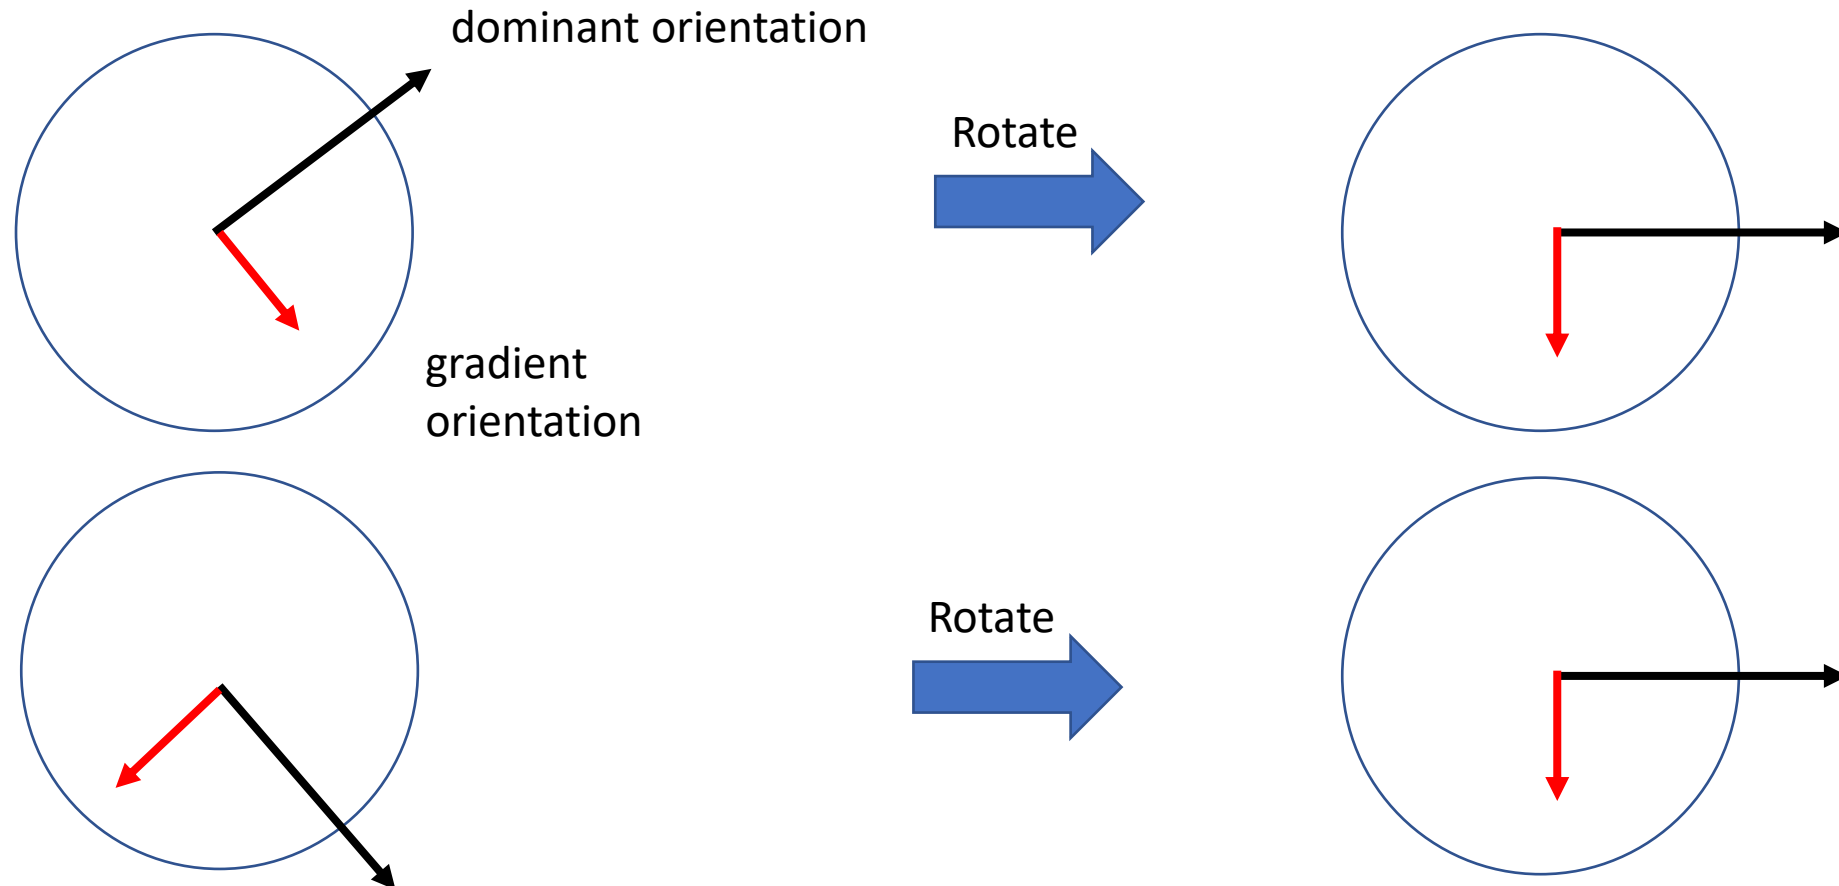 dominant orientation
Rotate
gradient
orientation
Rotate